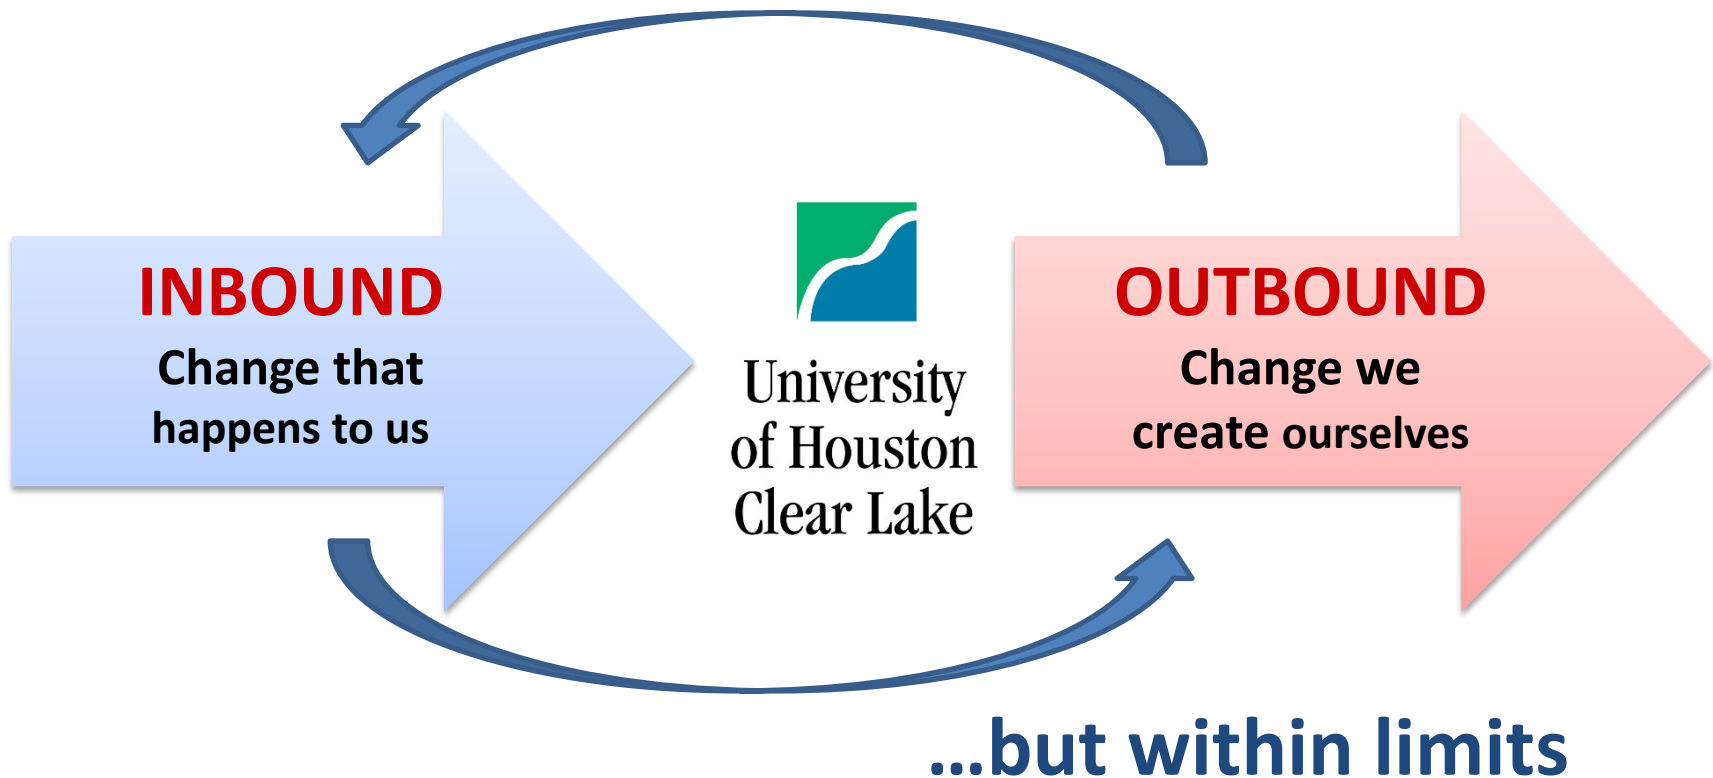 INBOUND
Change that
happens to us
University
of Houston
Clear Lake
OUTBOUND
Change we
create ourselves
...but within limits